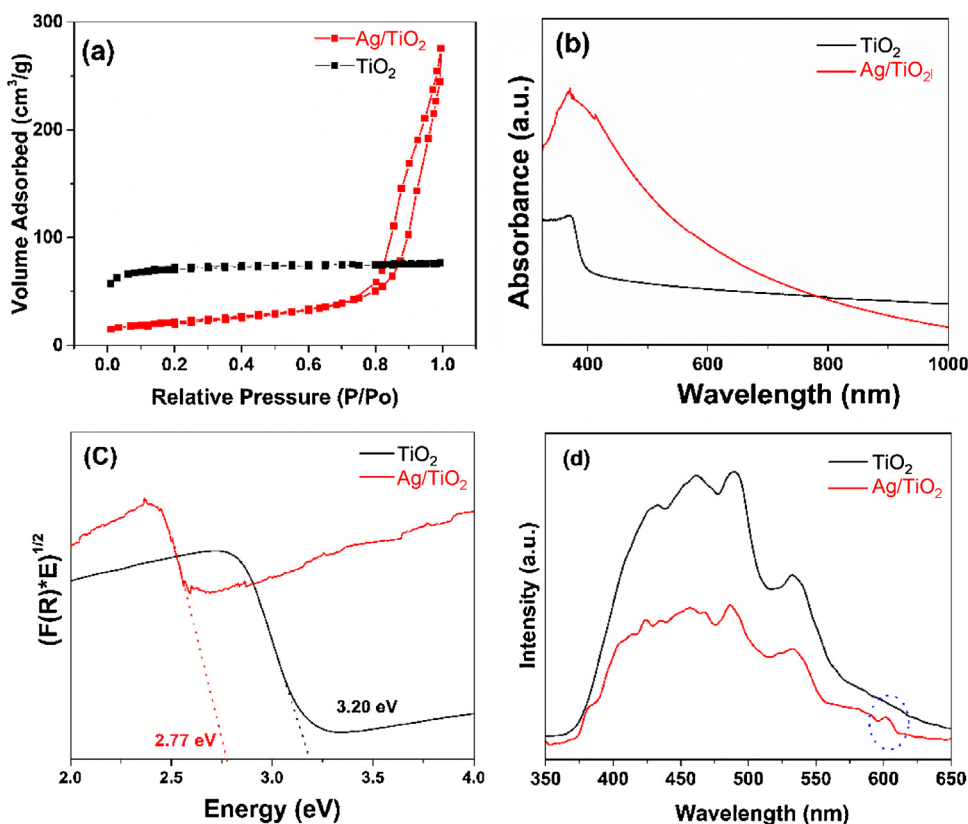 (a)
Ag/TiO₂
TiO₂
300
200
100
0
Volume Adsorbed (cm³/g)
0.0 0.2 0.4 0.6 0.8 1.0
Relative Pressure (P/Po)
(b)
TiO₂
Ag/TiO₂
Absorbance (a.u.)
400 600 800 1000
Wavelength (nm)
(C)
TiO₂
Ag/TiO₂
(F(R)*E)^1/2
3.20 eV
2.77 eV
2.0 2.5 3.0 3.5 4.0
Energy (eV)
(d)
TiO₂
Ag/TiO₂
Intensity (a.u.)
350 400 450 500 550 600 650
Wavelength (nm)